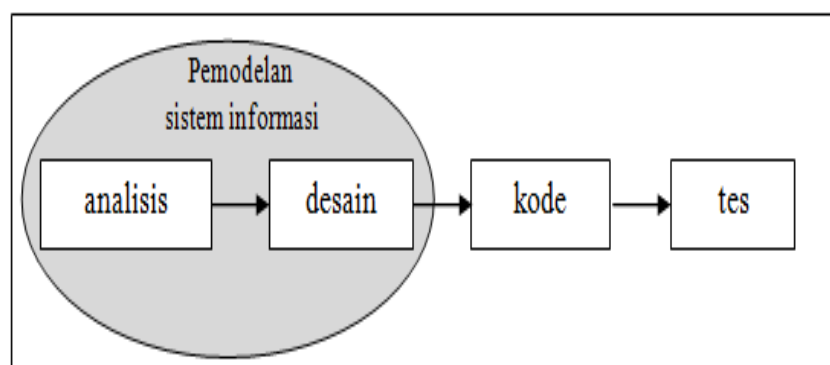 Pemodelan
sistem informasi
analisis
desain
kode
tes